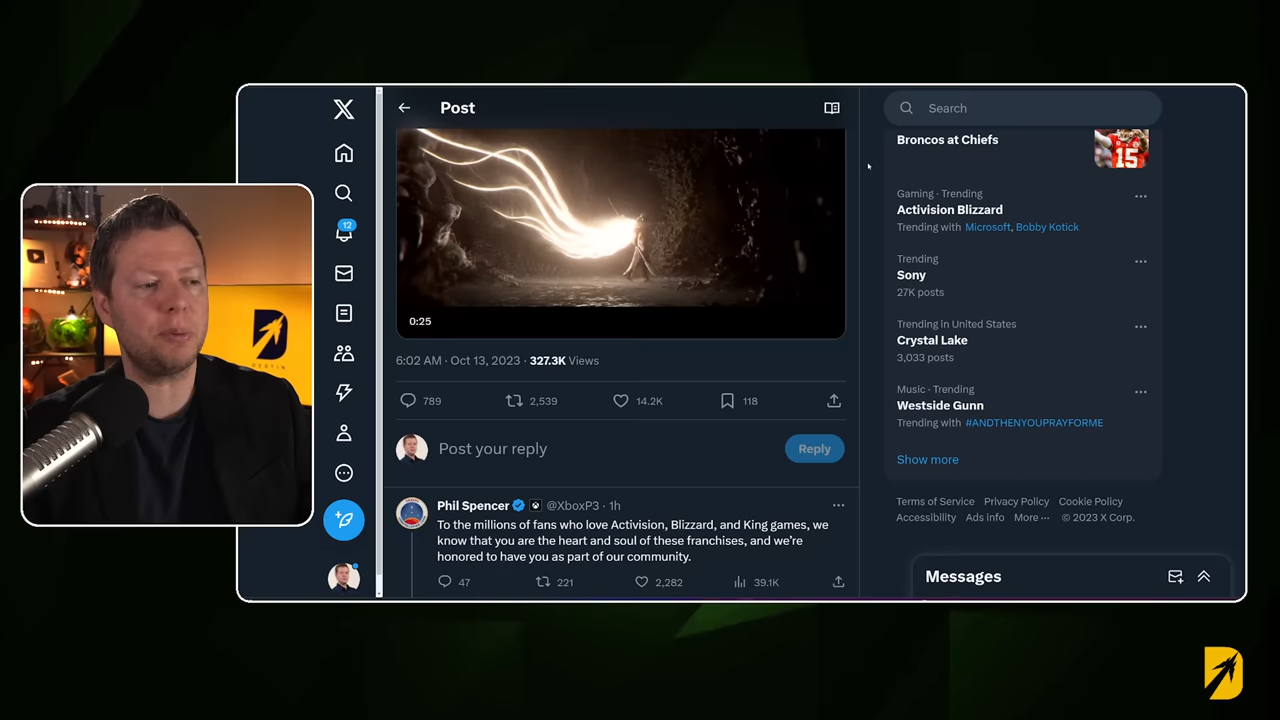 Post
Search
12
0:25
6:02 AM · Oct 13, 2023 · 327.3K Views
789
2,539
14.2K
118
Post your reply
Reply
Phil Spencer @XboxP3 · 1h
To the millions of fans who love Activision, Blizzard, and King games, we
know that you are the heart and soul of these franchises, and we're
honored to have you as part of our community.
47
221
2,282
39.1K
Broncos at Chiefs
15
Gaming · Trending
Activision Blizzard
Trending with Microsoft, Bobby Kotick
Trending
Sony
27K posts
Trending in United States
Crystal Lake
3,033 posts
Music · Trending
Westside Gunn
Trending with #ANDTHENYOUPRAYFORME
Show more
Terms of Service Privacy Policy Cookie Policy
Accessibility Ads info More ··· © 2023 X Corp.
Messages
DESTIN